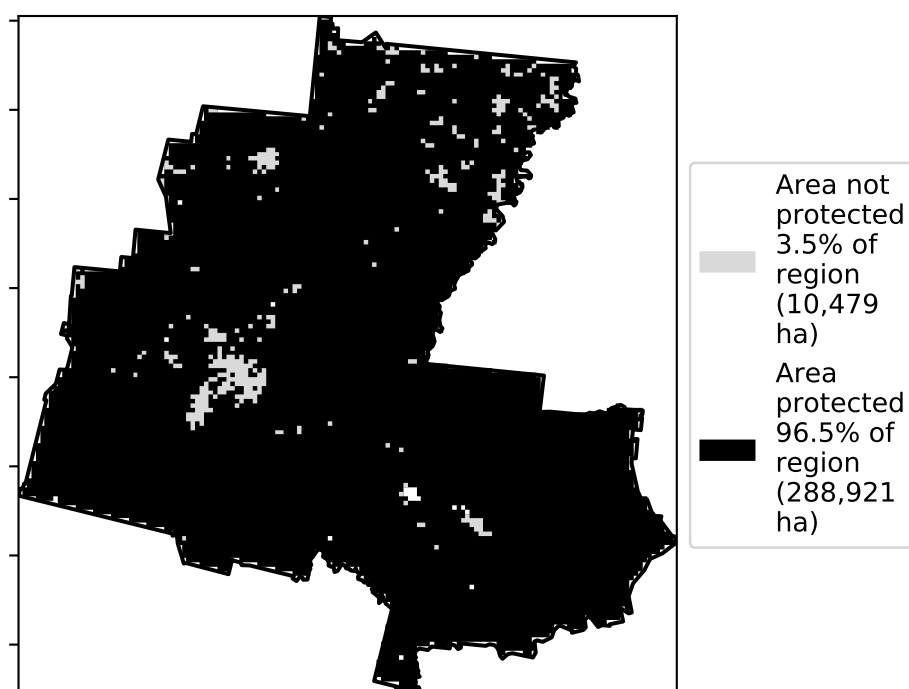 Area not
protected
3.5% of
region
(10,479
ha)
Area
protected
96.5% of
region
(288,921
ha)